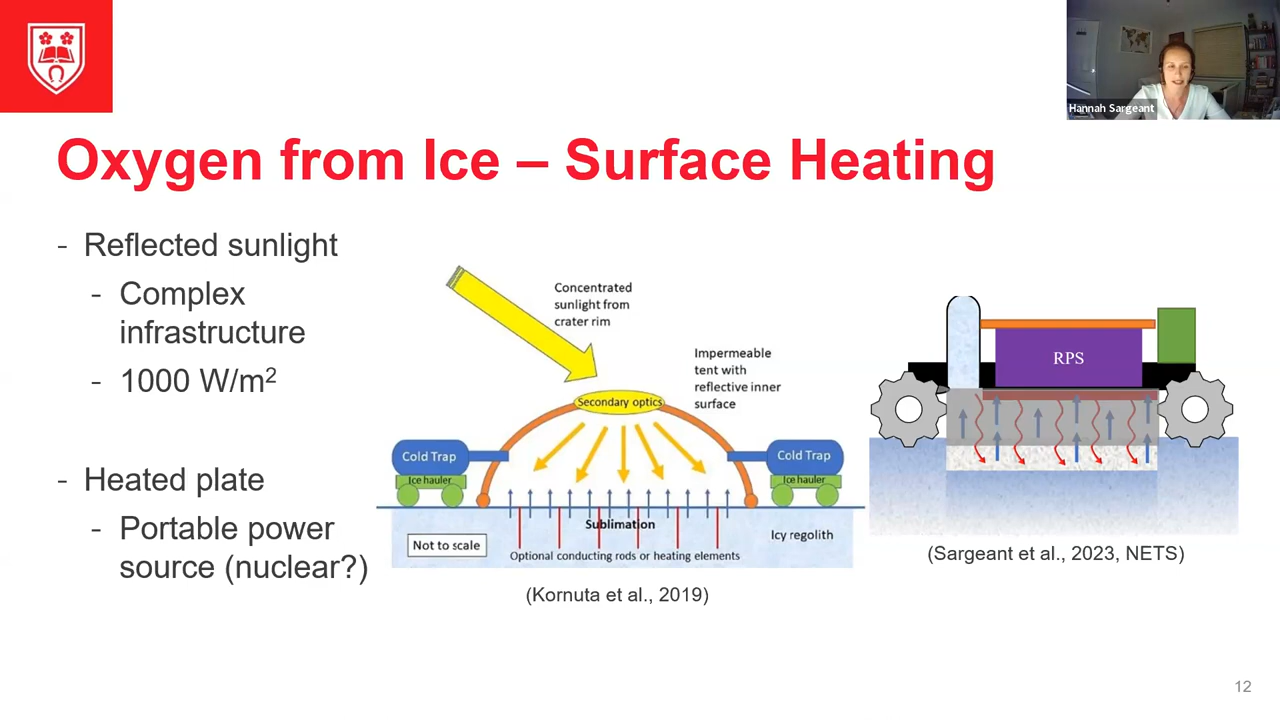 Hannah Sargeant
Oxygen from Ice – Surface Heating
- Reflected sunlight
- Complex
infrastructure
- 1000 W/m²
- Heated plate
- Portable power
source (nuclear?)
Concentrated
sunlight from
crater rim
Impermeable
tent with
reflective inner
surface
Secondary optics
Cold Trap
Ice hauler
Cold Trap
Ice hauler
Sublimation
Icy regolith
Not to scale
Optional conducting rods or heating elements
(Kornuta et al., 2019)
RPS
(Sargeant et al., 2023, NETS)
12